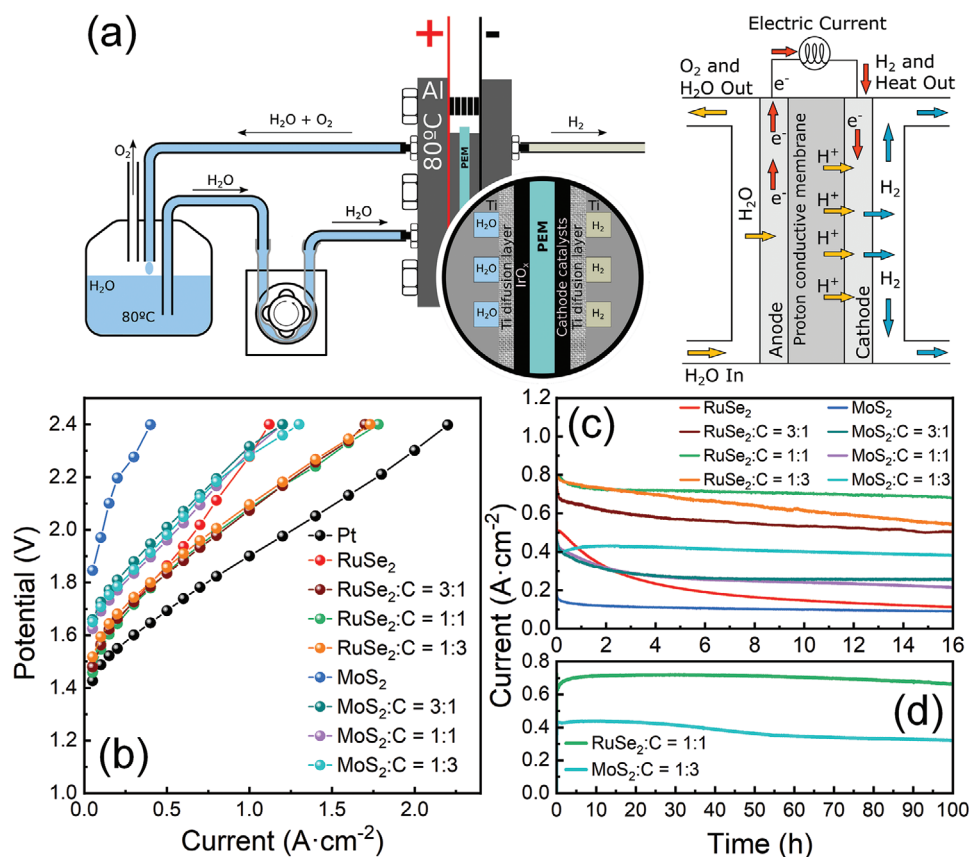 (a)
+
-
Al
80ºC
H₂O + O₂
O₂
H₂O
H₂O
H₂
PEM
H₂O
80ºC
Ti
H₂O
H₂O
H₂O
Ti difusion layer
IrOₓ
PEM
Cathode catalysts
Ti difusion layer
Ti
H₂
H₂
H₂
Electric Current
O₂ and
H₂O Out
e⁻
H₂ and
Heat Out
e⁻
e⁻
e⁻
H₂O
H⁺
H⁺
H⁺
H⁺
H₂
H₂
Anode
Proton conductive membrane
Cathode
H₂O In
2.4
2.2
2.0
1.8
1.6
1.4
1.2
1.0
Potential (V)
Pt
RuSe₂
RuSe₂:C = 3:1
RuSe₂:C = 1:1
RuSe₂:C = 1:3
MoS₂
MoS₂:C = 3:1
MoS₂:C = 1:1
MoS₂:C = 1:3
(b)
0.0 0.5 1.0 1.5 2.0
Current (A·cm⁻²)
(c)
RuSe₂ MoS₂
RuSe₂:C = 3:1 MoS₂:C = 3:1
RuSe₂:C = 1:1 MoS₂:C = 1:1
RuSe₂:C = 1:3 MoS₂:C = 1:3
1.2
1.0
0.8
0.6
0.4
0.2
0.0
0 2 4 6 8 10 12 14 16
Current (A·cm⁻²)
0.8
0.6
0.4
0.2
0.0
(d)
RuSe₂:C = 1:1
MoS₂:C = 1:3
0 10 20 30 40 50 60 70 80 90 100
Time (h)